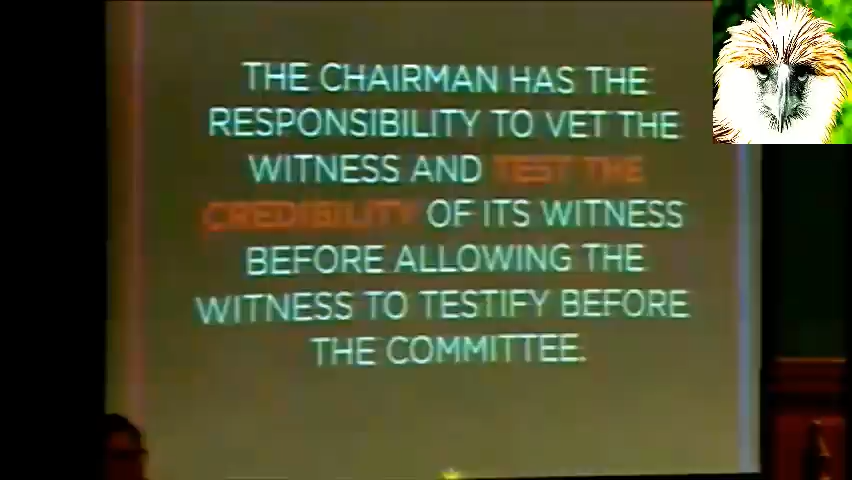 THE CHAIRMAN HAS THE
RESPONSIBILITY TO VET THE
WITNESS AND TEST THE
CREDIBILITY OF ITS WITNESS
BEFORE ALLOWING THE
WITNESS TO TESTIFY BEFORE
THE COMMITTEE.